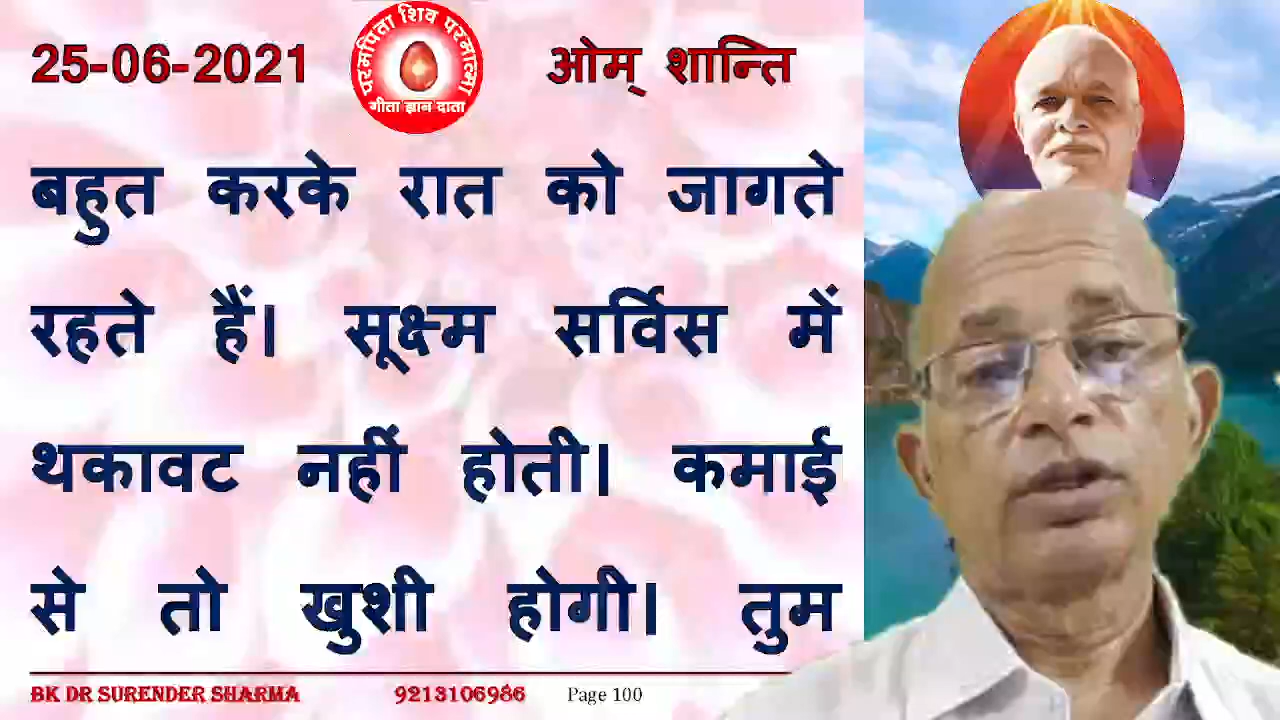 25-06-2021
परमपिता शिव परमात्मा
गीता ज्ञान दाता
ओम् शान्ति
बहुत करके रात को जागते
रहते हैं। सूक्ष्म सर्विस में
थकावट नहीं होती। कमाई
से तो खुशी होगी। तुम
BK DR SURENDER SHARMA 9213106986 Page 100